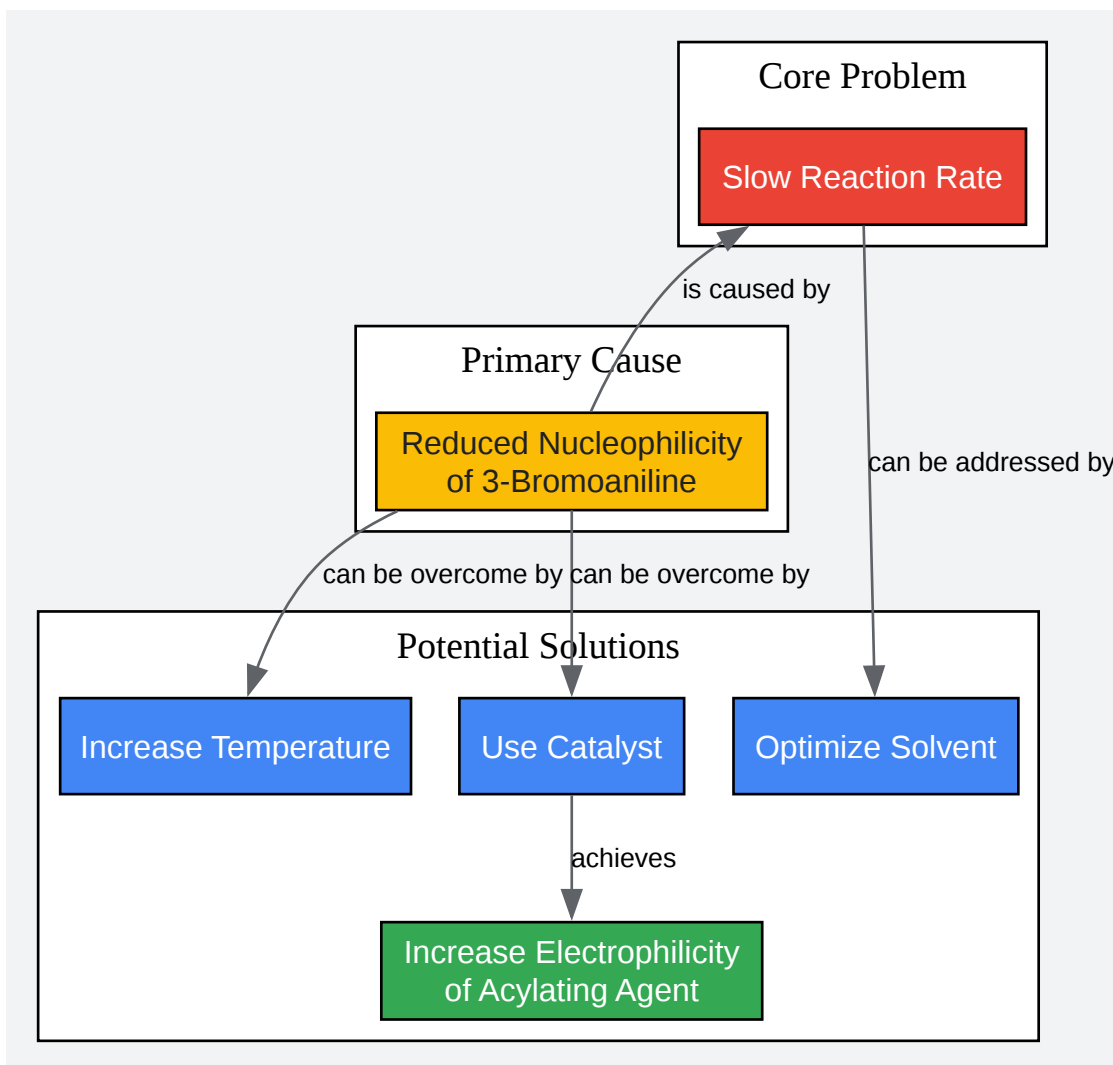 Core Problem
Slow Reaction Rate
is caused by
Primary Cause
Reduced Nucleophilicity
of 3-Bromoaniline
can be addressed by
can be overcome by
can be overcome by
Potential Solutions
Increase Temperature
Use Catalyst
Optimize Solvent
achieves
Increase Electrophilicity
of Acylating Agent